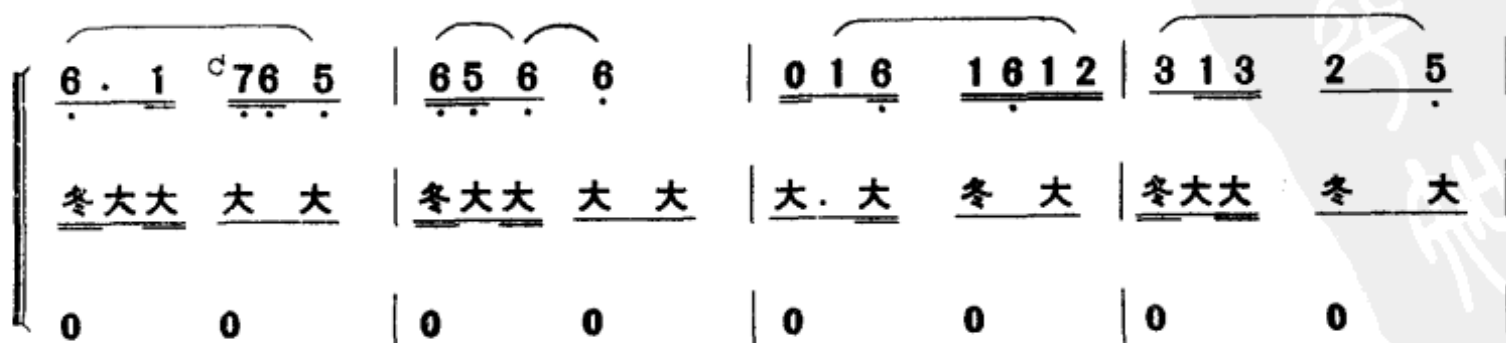 6 . 1 76 5 | 65 6 6 | 0 1 6 1 6 1 2 | 3 1 3 2 5 |
冬大大 大 大 | 冬大大 大 大 | 大 . 大 冬 大 | 冬大大 冬 大
0 0 | 0 0 | 0 0 | 0 0